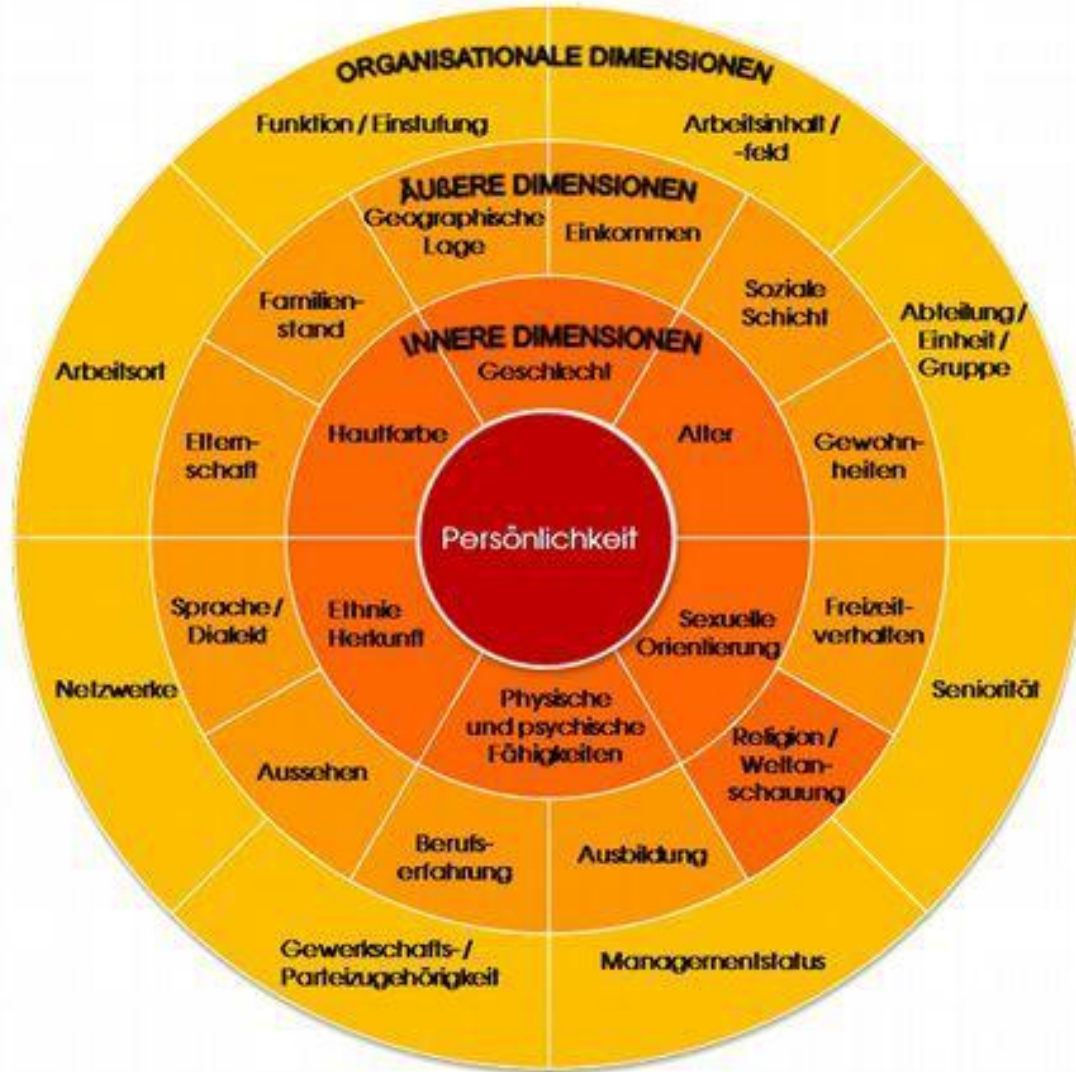 ORGANISATIONALE DIMENSIONEN
Funktion / Einstufung
Arbeitsinhalt /
-feld
Abteilung /
Einheit /
Gruppe
Seniorität
Managementstatus
Gewerkschafts- /
Parteizugehörigkeit
Netzwerke
Arbeitsort
ÄUßERE DIMENSIONEN
Geographische
Lage
Einkommen
Soziale
Schicht
Gewohn-
heiten
Freizeit-
verhalten
Religion /
Weltan-
schauung
Ausbildung
Berufs-
erfahrung
Aussehen
Sprache /
Dialekt
Eltern-
schaft
Familien-
stand
INNERE DIMENSIONEN
Geschlecht
Alter
Sexuelle
Orientierung
Physische
und psychische
Fähigkeiten
Ethnie
Herkunft
Hautfarbe
Persönlichkeit